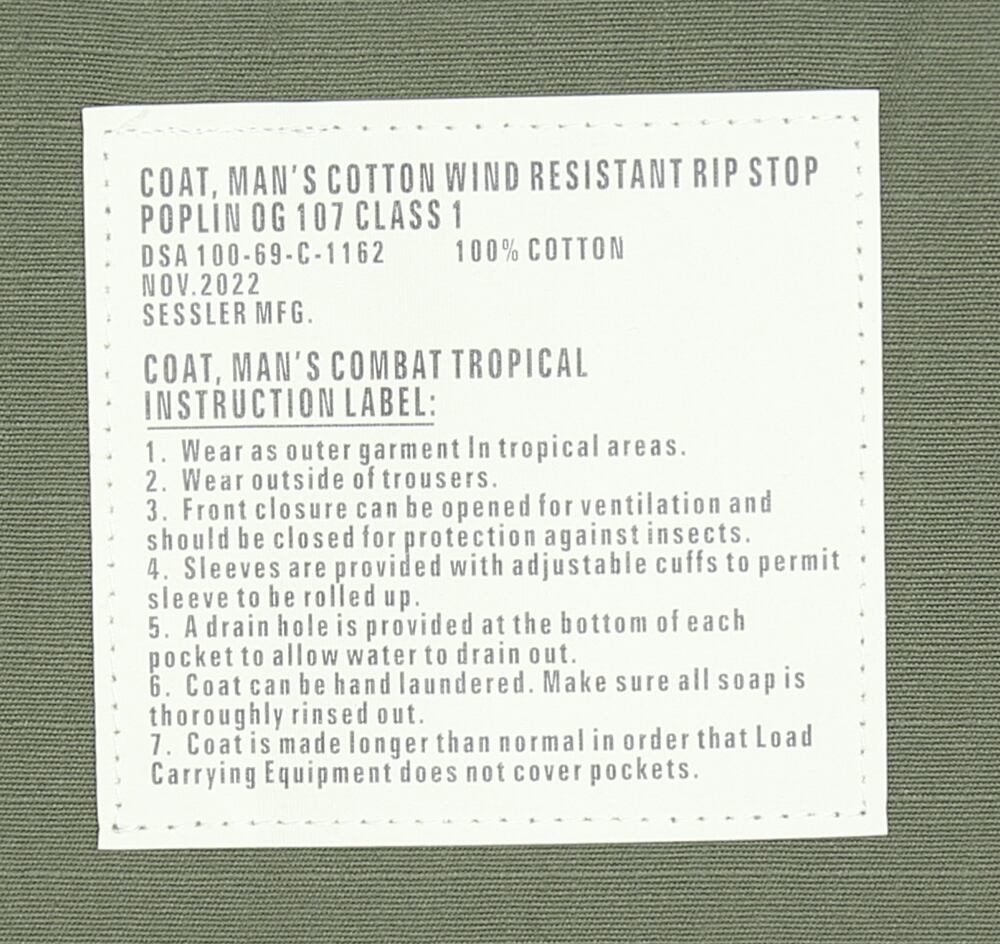 COAT, MAN'S COTTON WIND RESISTANT RIP STOP
POPLIN OG 107 CLASS 1
DSA 100-69-C-1162 100% COTTON
NOV.2022
SESSLER MFG.
COAT, MAN'S COMBAT TROPICAL
INSTRUCTION LABEL:
1. Wear as outer garment In tropical areas.
2. Wear outside of trousers.
3. Front closure can be opened for ventilation and
should be closed for protection against insects.
4. Sleeves are provided with adjustable cuffs to permit
sleeve to be rolled up.
5. A drain hole is provided at the bottom of each
pocket to allow water to drain out.
6. Coat can be hand laundered. Make sure all soap is
thoroughly rinsed out.
7. Coat is made longer than normal in order that Load
Carrying Equipment does not cover pockets.